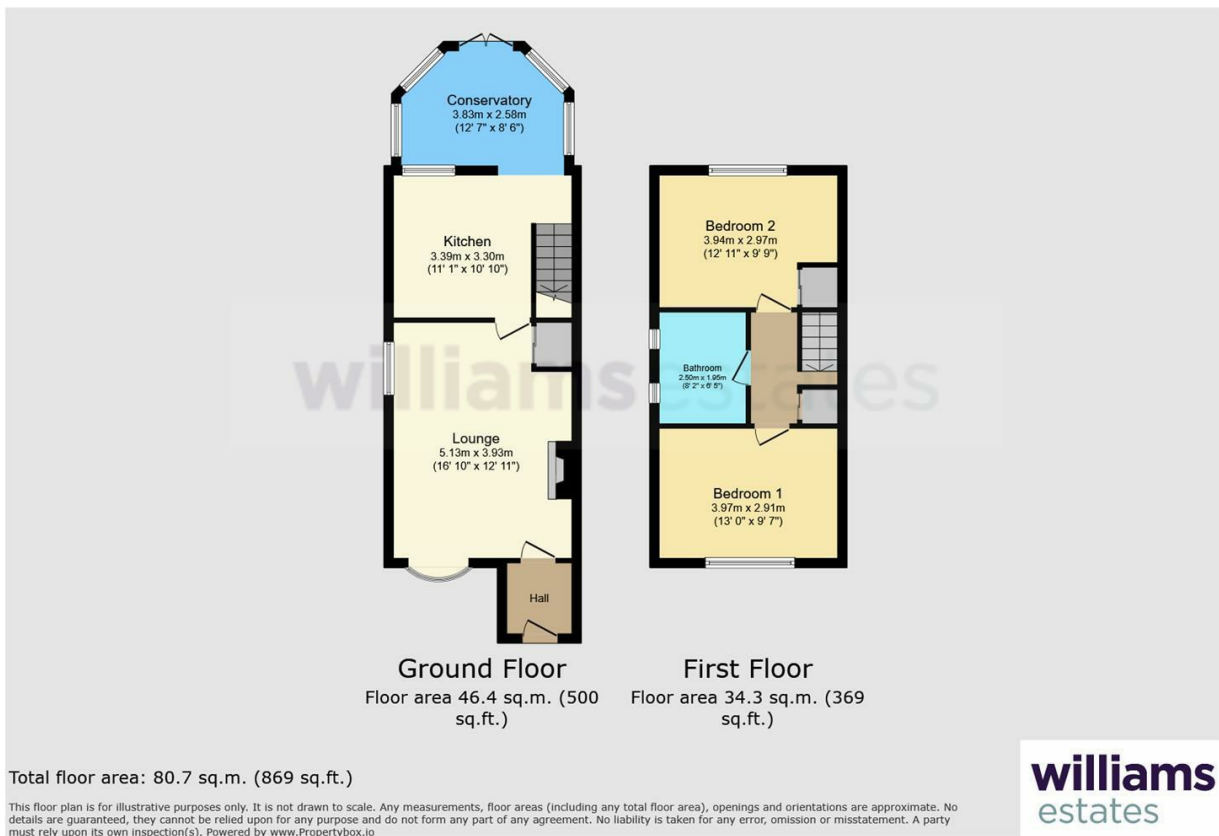 Conservatory
3.83m x 2.58m
(12' 7" x 8' 6")
Kitchen
3.39m x 3.30m
(11' 1" x 10' 10")
Lounge
5.13m x 3.93m
(16' 10" x 12' 11")
Hall
Bedroom 2
3.94m x 2.97m
(12' 11" x 9' 9")
Bathroom
2.50m x 1.95m
(8' 2" x 6' 5")
Bedroom 1
3.97m x 2.91m
(13' 0" x 9' 7")
williams estates
Ground Floor
Floor area 46.4 sq.m. (500
sq.ft.)
First Floor
Floor area 34.3 sq.m. (369
sq.ft.)
Total floor area: 80.7 sq.m. (869 sq.ft.)
This floor plan is for illustrative purposes only. It is not drawn to scale. Any measurements, floor areas (including any total floor area), openings and orientations are approximate. No
details are guaranteed, they cannot be relied upon for any purpose and do not form any part of any agreement. No liability is taken for any error, omission or misstatement. A party
must rely upon its own inspection(s). Powered by www.Propertybox.io
williams
estates